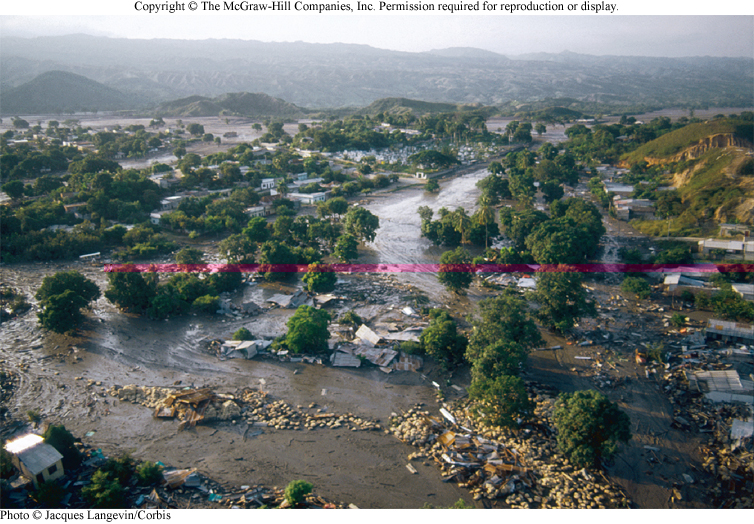 Copyright © The McGraw-Hill Companies, Inc. Permission required for reproduction or display.
Photo © Jacques Langevin/Corbis